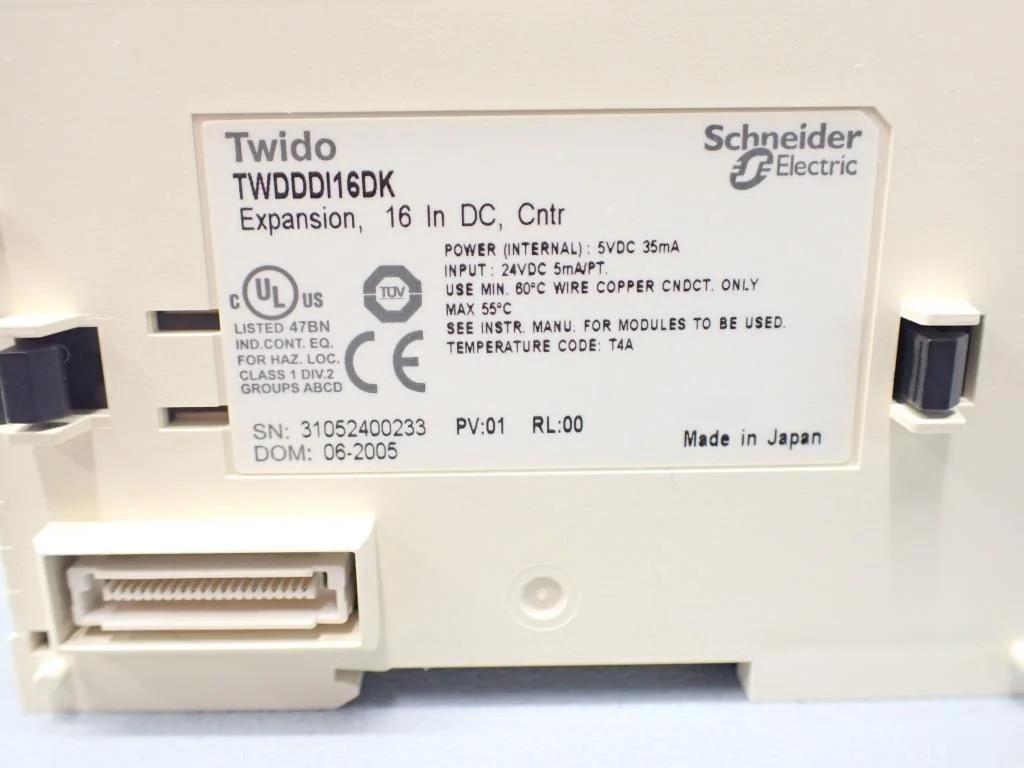 Twido
TWDDDI16DK
Expansion, 16 In DC, Cntr
Schneider
Electric
POWER (INTERNAL) : 5VDC 35mA
INPUT : 24VDC 5mA/PT.
USE MIN. 60°C WIRE COPPER CNDCT. ONLY
MAX 55°C
SEE INSTR. MANU. FOR MODULES TO BE USED.
TEMPERATURE CODE: T4A
C UL US
TÜV
LISTED 47BN
IND.CONT. EQ.
FOR HAZ. LOC.
CLASS 1 DIV.2
GROUPS ABCD
CE
SN: 31052400233 PV:01 RL:00
DOM: 06-2005
Made in Japan